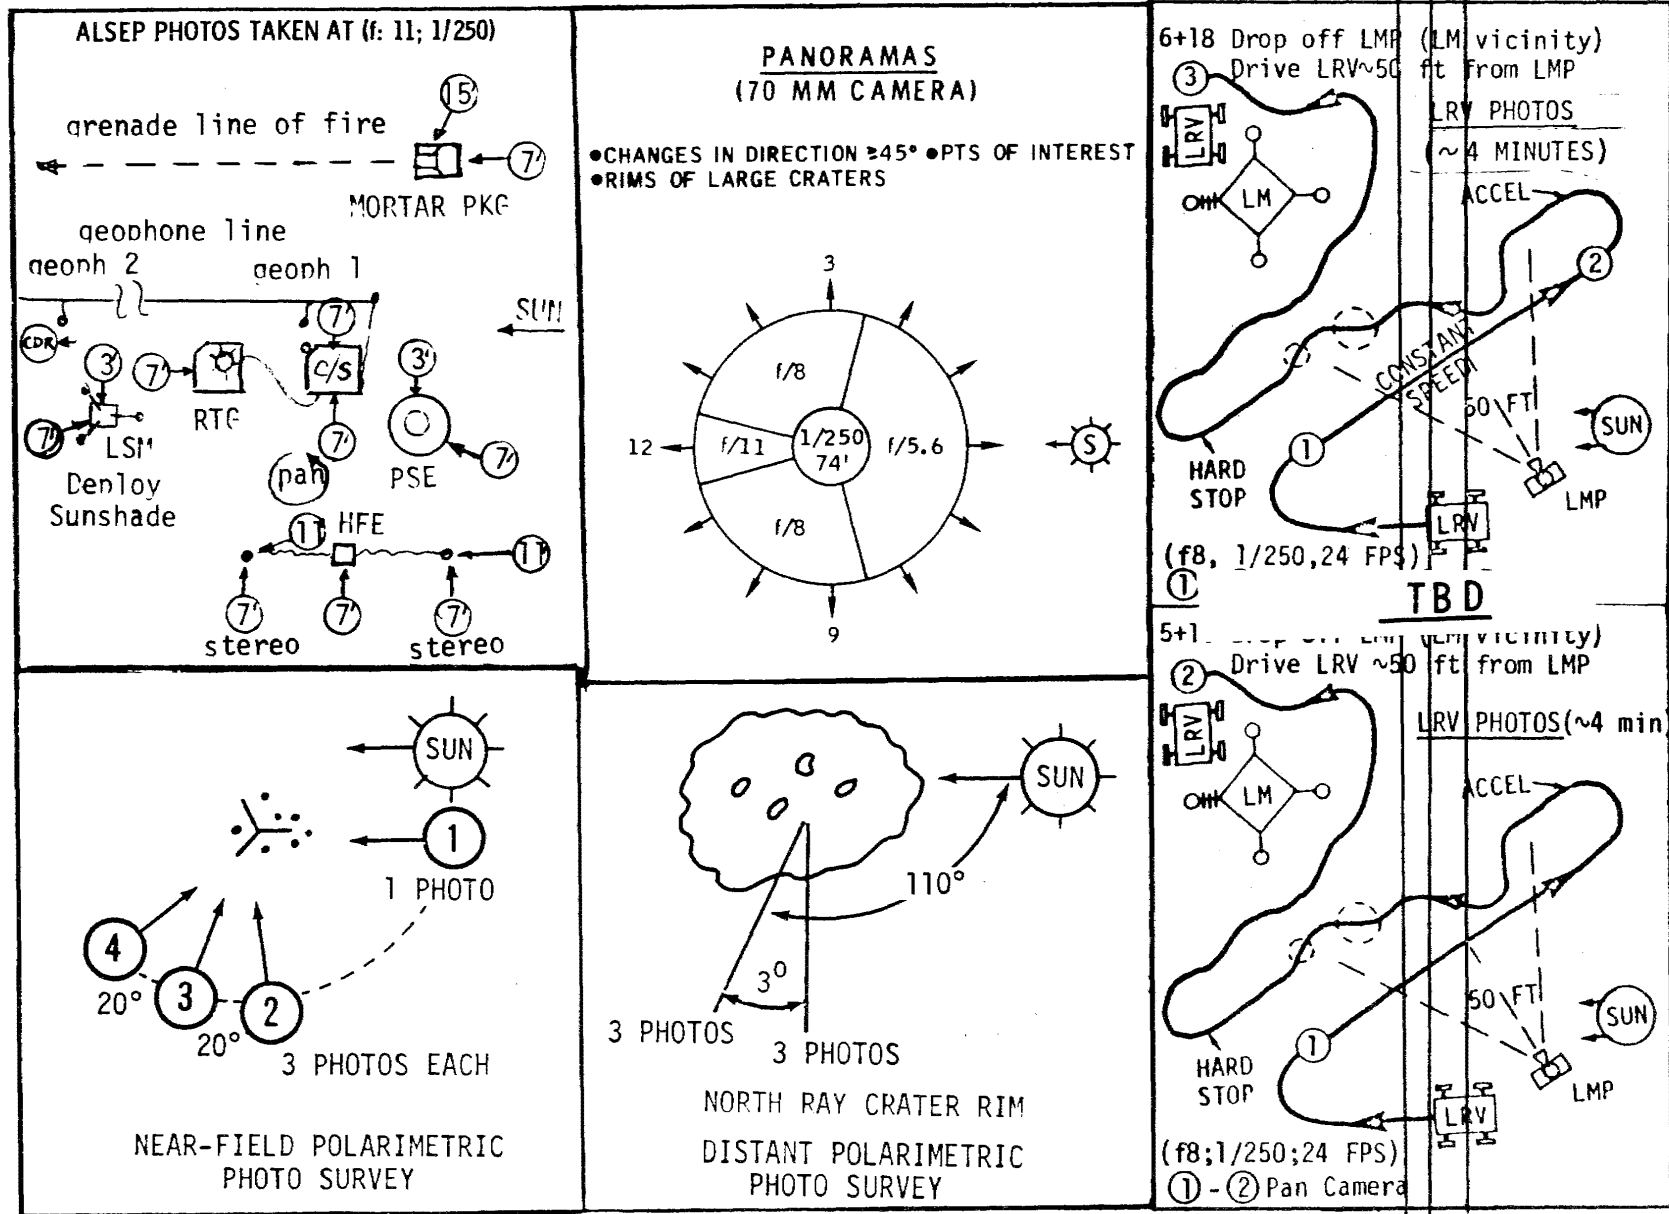 ALSEP PHOTOS TAKEN AT (f: 11; 1/250)
15'
grenade line of fire
7'
MORTAR PKG
geophone line
geoph 2
geoph 1
SUN
7'
CDR
3'
7'
C/S
3'
RTG
7'
LSM
7'
7'
pan
PSE
Deploy
Sunshade
11'
HFE
11'
7'
7'
7'
stereo
stereo
PANORAMAS
(70 MM CAMERA)
●CHANGES IN DIRECTION ≥45° ●PTS OF INTEREST
●RIMS OF LARGE CRATERS
3
f/8
12
f/11
1/250
74'
f/5.6
S
f/8
9
6+18 Drop off LMP (LM vicinity)
3 Drive LRV~50 ft from LMP
LRV
LRV PHOTOS
(~4 MINUTES)
ACCEL
LM
2
CONSTANT
SPEED!
50 FT
SUN
1
HARD
STOP
LMP
LRV
(f8, 1/250,24 FPS)
1
TBD
SUN
1
1 PHOTO
4
3
2
20°
20°
3 PHOTOS EACH
NEAR-FIELD POLARIMETRIC
PHOTO SURVEY
SUN
110°
3°
3 PHOTOS
3 PHOTOS
NORTH RAY CRATER RIM
DISTANT POLARIMETRIC
PHOTO SURVEY
5+1 Drop off LMP (LM vicinity)
2 Drive LRV ~50 ft from LMP
LRV
LRV PHOTOS(~4 min)
ACCEL
LM
50 FT
SUN
1
HARD
STOP
LMP
LRV
(f8;1/250;24 FPS)
1 - 2 Pan Camera